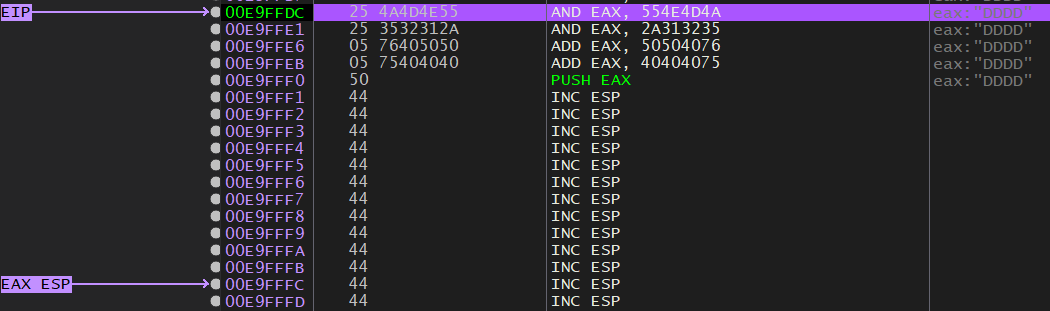 EIP 00E9FFDC 25 4A4D4E55 AND EAX, 554E4D4A eax:"DDDD"
00E9FFE1 25 3532312A AND EAX, 2A313235 eax:"DDDD"
00E9FFE6 05 76405050 ADD EAX, 50504076 eax:"DDDD"
00E9FFEB 05 75404040 ADD EAX, 40404075 eax:"DDDD"
00E9FFF0 50 PUSH EAX eax:"DDDD"
00E9FFF1 44 INC ESP
00E9FFF2 44 INC ESP
00E9FFF3 44 INC ESP
00E9FFF4 44 INC ESP
00E9FFF5 44 INC ESP
00E9FFF6 44 INC ESP
00E9FFF7 44 INC ESP
00E9FFF8 44 INC ESP
00E9FFF9 44 INC ESP
00E9FFFA 44 INC ESP
00E9FFFB 44 INC ESP
EAX ESP 00E9FFFC 44 INC ESP
00E9FFFD 44 INC ESP